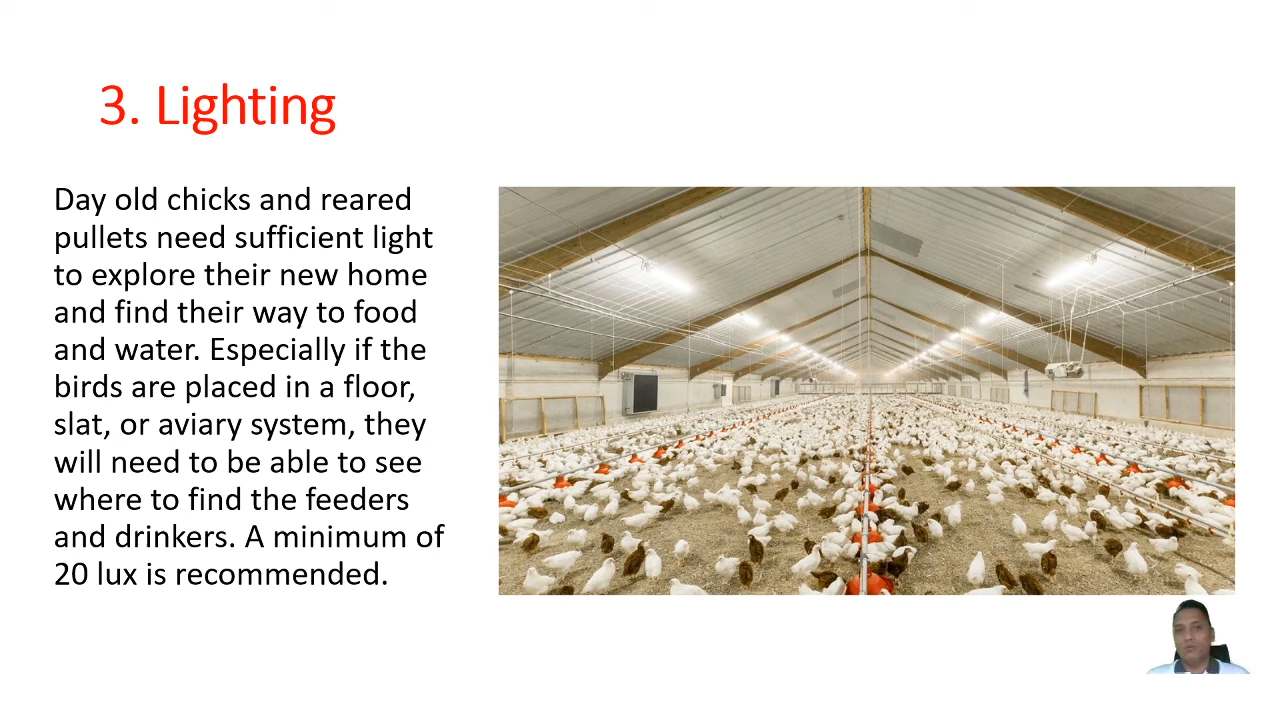 3. Lighting
Day old chicks and reared
pullets need sufficient light
to explore their new home
and find their way to food
and water. Especially if the
birds are placed in a floor,
slat, or aviary system, they
will need to be able to see
where to find the feeders
and drinkers. A minimum of
20 lux is recommended.